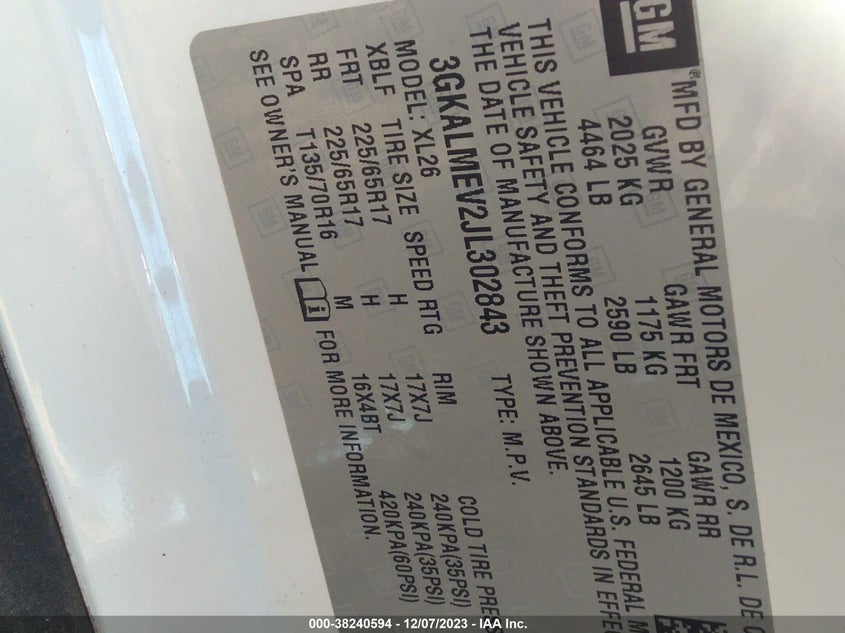 GM
®MFD BY GENERAL MOTORS DE MEXICO, S. DE R.L. DE C
GVWR GAWR FRT GAWR RR
2025 KG 1175 KG 1200 KG
4464 LB 2590 LB 2645 LB
THIS VEHICLE CONFORMS TO ALL APPLICABLE U.S. FEDERAL M
VEHICLE SAFETY AND THEFT PREVENTION STANDARDS IN EFFEC
THE DATE OF MANUFACTURE SHOWN ABOVE.
3GKALMEV2JL302843 TYPE: M.P.V.
MODEL: XL26
XBLF TIRE SIZE SPEED RTG RIM COLD TIRE PRES
FRT 225/65R17 H 17X7J 240KPA(35PSI)
RR 225/65R17 H 17X7J 240KPA(35PSI)
SPA T135/70R16 M 16X4BT 420KPA(60PSI)
SEE OWNER'S MANUAL FOR MORE INFORMATION.
000-38240594 - 12/07/2023 - IAA Inc.